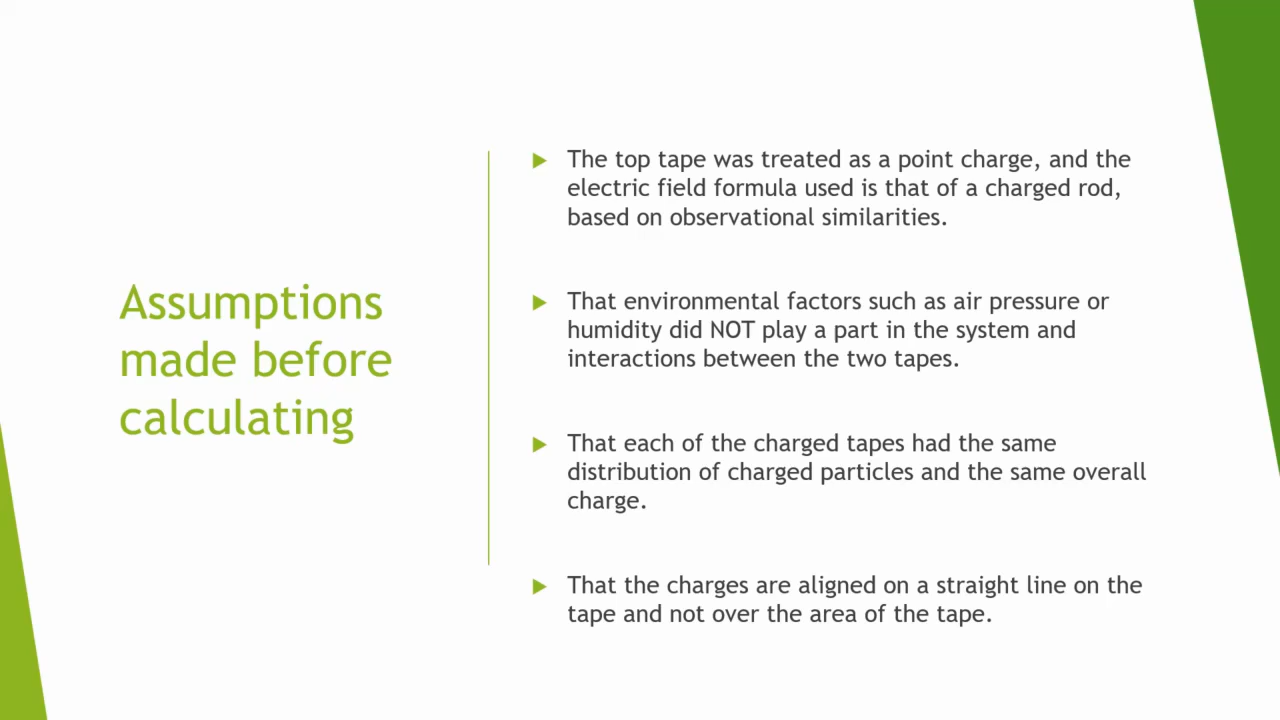 Assumptions
made before
calculating
The top tape was treated as a point charge, and the
electric field formula used is that of a charged rod,
based on observational similarities.
That environmental factors such as air pressure or
humidity did NOT play a part in the system and
interactions between the two tapes.
That each of the charged tapes had the same
distribution of charged particles and the same overall
charge.
That the charges are aligned on a straight line on the
tape and not over the area of the tape.